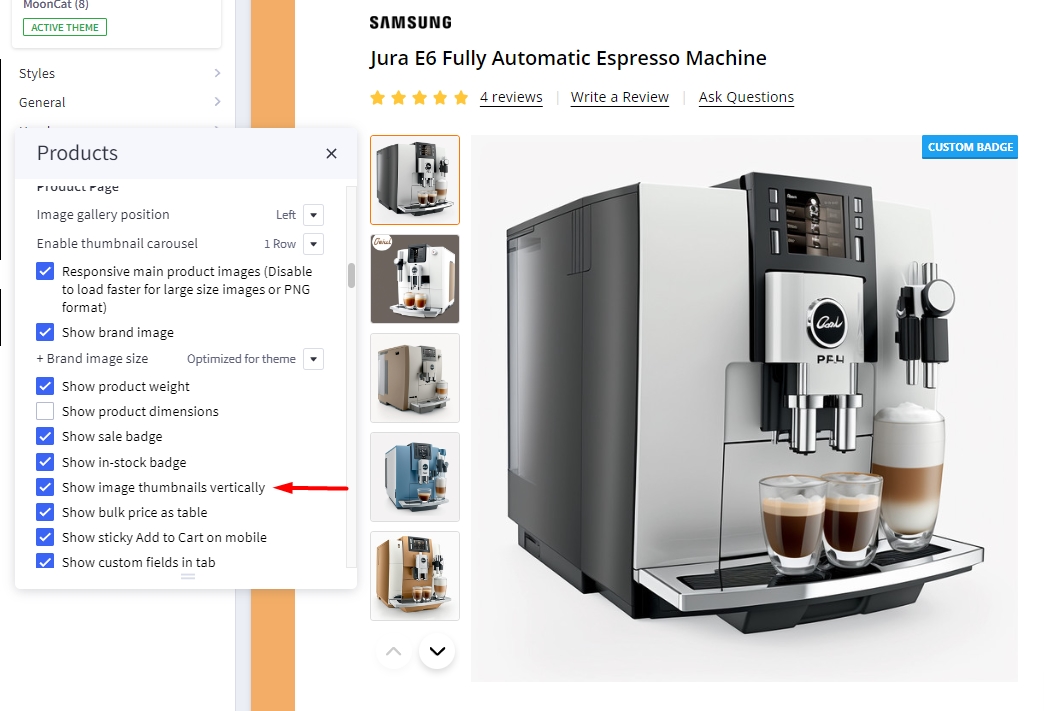 MoonCat (8)
ACTIVE THEME
Styles
General
Products
Product Page
Image gallery position Left
Enable thumbnail carousel 1 Row
Responsive main product images (Disable
to load faster for large size images or PNG
format)
Show brand image
+ Brand image size Optimized for theme
Show product weight
Show product dimensions
Show sale badge
Show in-stock badge
Show image thumbnails vertically
Show bulk price as table
Show sticky Add to Cart on mobile
Show custom fields in tab
SAMSUNG
Jura E6 Fully Automatic Espresso Machine
4 reviews
Write a Review
Ask Questions
CUSTOM BADGE